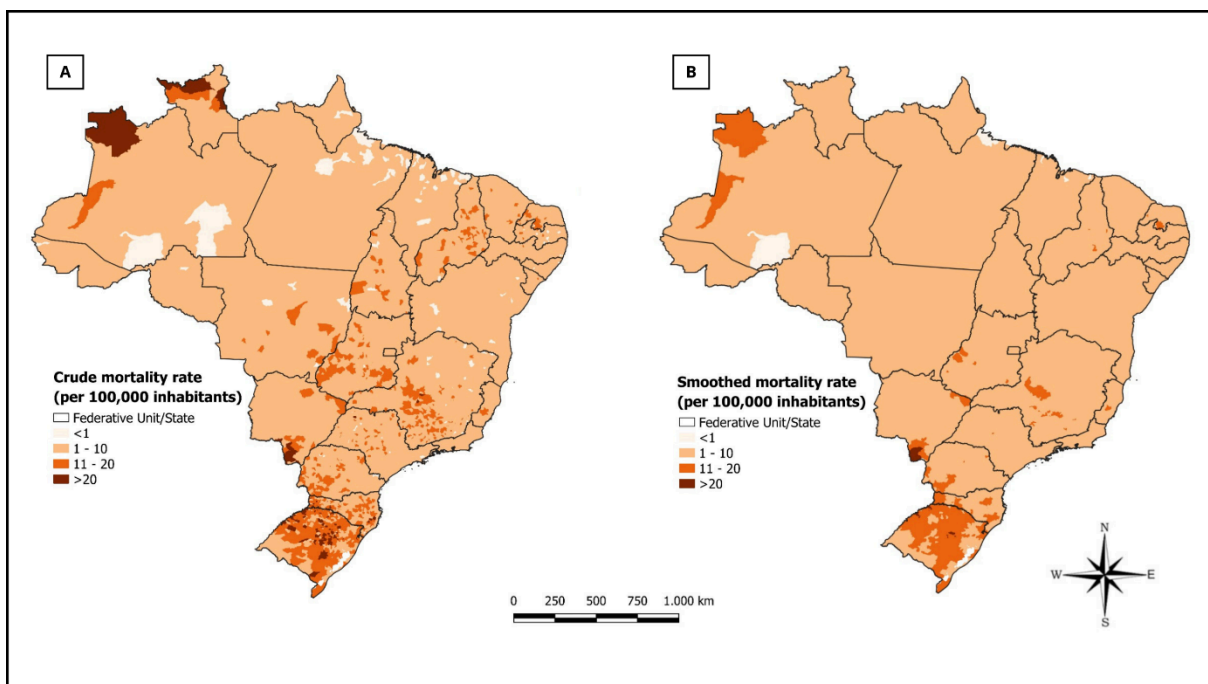 A
Crude mortality rate
(per 100,000 inhabitants)
Federative Unit/State
<1
1 - 10
11 - 20
>20
B
Smoothed mortality rate
(per 100,000 inhabitants)
Federative Unit/State
<1
1 - 10
11 - 20
>20
0 250 500 750 1.000 km
N
W E
S